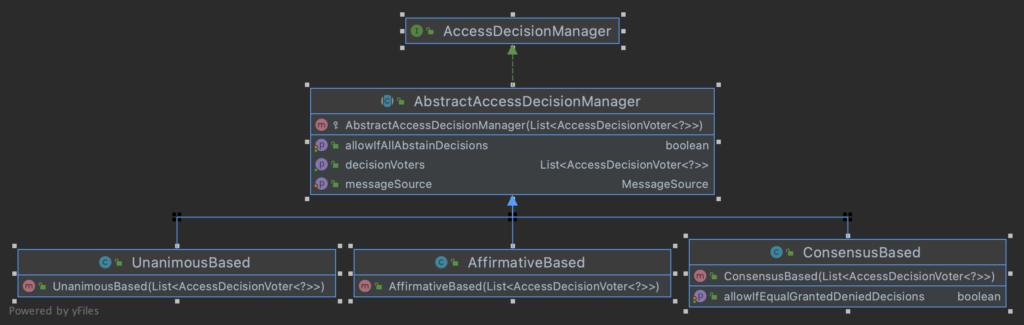 AccessDecisionManager
AbstractAccessDecisionManager
AbstractAccessDecisionManager(List<AccessDecisionVoter<?>>)
allowIfAllAbstainDecisions boolean
decisionVoters List<AccessDecisionVoter<?>>
messageSource MessageSource
UnanimousBased
UnanimousBased(List<AccessDecisionVoter<?>>)
AffirmativeBased
AffirmativeBased(List<AccessDecisionVoter<?>>)
ConsensusBased
ConsensusBased(List<AccessDecisionVoter<?>>)
allowIfEqualGrantedDeniedDecisions boolean
Powered by yFiles